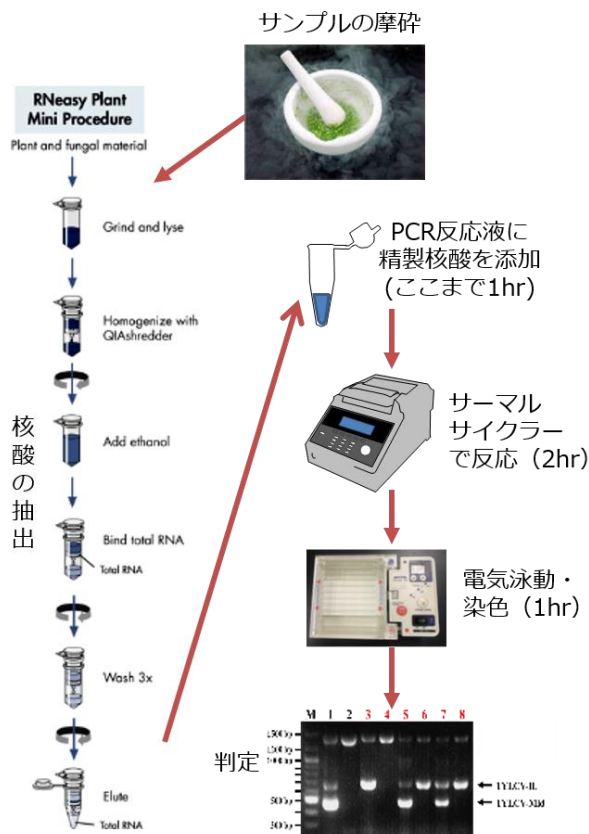 サンプルの摩砕
RNeasy Plant
Mini Procedure
Plant and fungal material
Grind and lyse
Homogenize with
QIAshredder
Add ethanol
Bind total RNA
Total RNA
Wash 3x
Elute
Total RNA
核酸の抽出
PCR反応液に
精製核酸を添加
(ここまで1hr)
サーマル
サイクラー
で反応（2hr）
電気泳動・
染色（1hr）
判定
M 1 2 3 4 5 6 7 8
1500bp
1000bp
500bp
TYLCV-IL
TYLCV-Mld